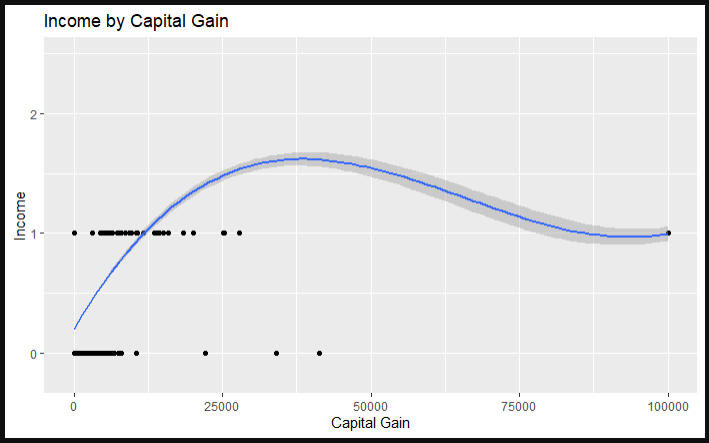 Income by Capital Gain
2
1
0
Income
0 25000 50000 75000 100000
Capital Gain